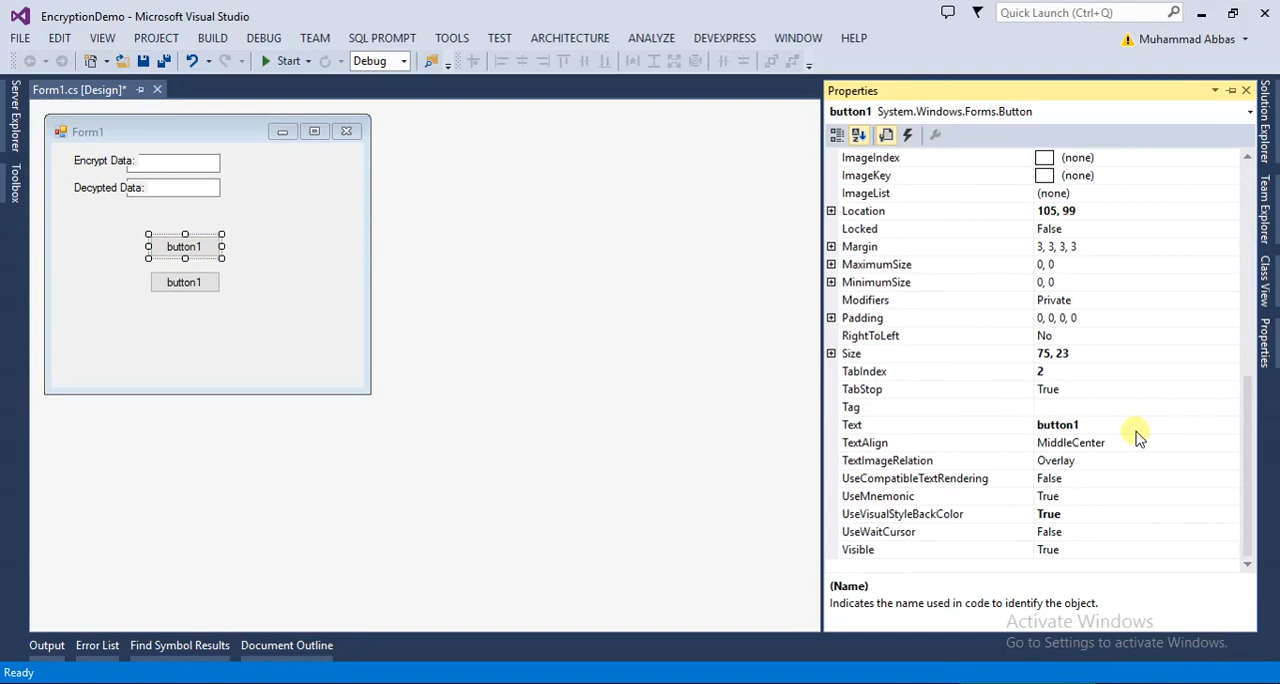 EncryptionDemo - Microsoft Visual Studio
Quick Launch (Ctrl+Q)
FILE EDIT VIEW PROJECT BUILD DEBUG TEAM SQL PROMPT TOOLS TEST ARCHITECTURE ANALYZE DEVEXPRESS WINDOW HELP
Muhammad Abbas
Start Debug
Server Explorer
Toolbox
Form1.cs [Design]*
Form1
Encrypt Data:
Decypted Data:
button1
button1
Properties
button1 System.Windows.Forms.Button
ImageIndex (none)
ImageKey (none)
ImageList (none)
Location 105, 99
Locked False
Margin 3, 3, 3, 3
MaximumSize 0, 0
MinimumSize 0, 0
Modifiers Private
Padding 0, 0, 0, 0
RightToLeft No
Size 75, 23
TabIndex 2
TabStop True
Tag
Text button1
TextAlign MiddleCenter
TextImageRelation Overlay
UseCompatibleTextRendering False
UseMnemonic True
UseVisualStyleBackColor True
UseWaitCursor False
Visible True
(Name)
Indicates the name used in code to identify the object.
Solution Explorer
Team Explorer
Class View
Properties
Activate Windows
Go to Settings to activate Windows.
Output Error List Find Symbol Results Document Outline
Ready